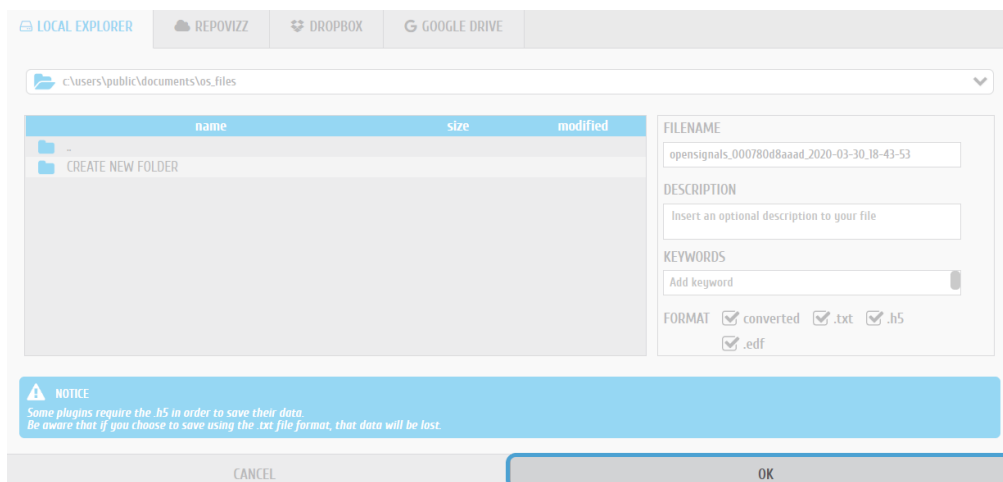 LOCAL EXPLORER
REPOVIZZ
DROPBOX
GOOGLE DRIVE
c:\users\public\documents\os_files
name size modified
..
CREATE NEW FOLDER
FILENAME
opensignals_000780d8aaad_2020-03-30_18-43-53
DESCRIPTION
Insert an optional description to your file
KEYWORDS
Add keyword
FORMAT converted .txt .h5
.edf
NOTICE
Some plugins require the .h5 in order to save their data.
Be aware that if you choose to save using the .txt file format, that data will be lost.
CANCEL
OK